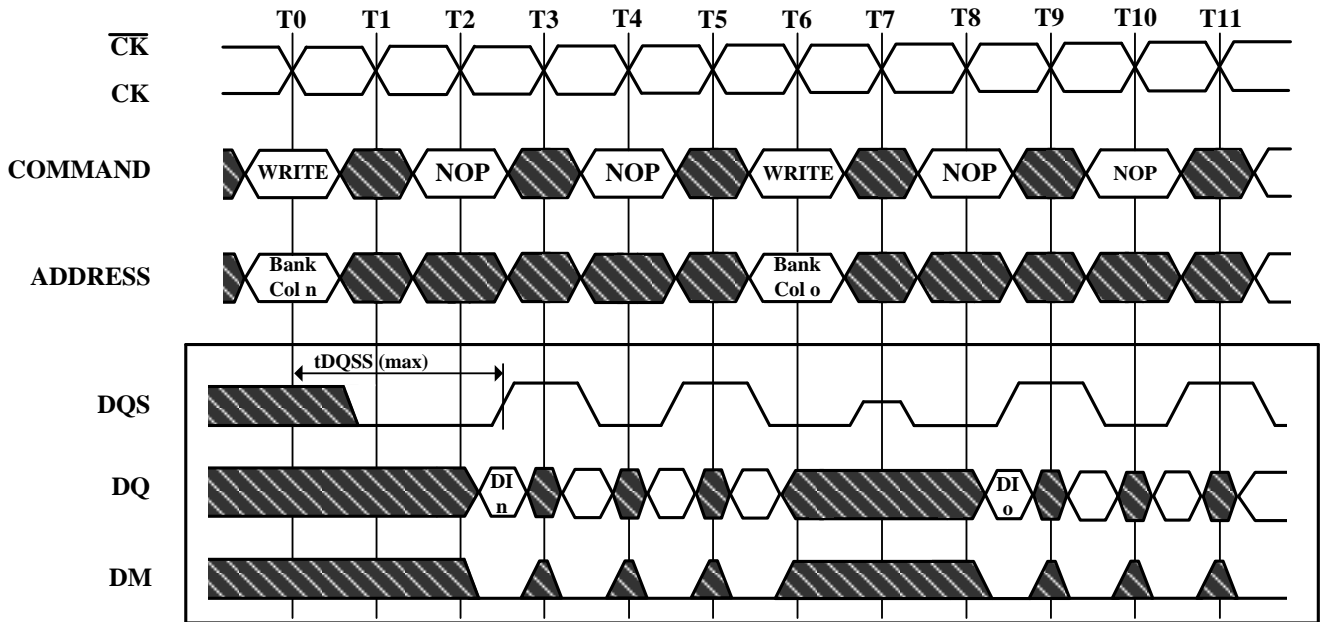 T0 T1 T2 T3 T4 T5 T6 T7 T8 T9 T10 T11
CK
CK
COMMAND WRITE NOP NOP WRITE NOP NOP
ADDRESS Bank Col n Bank Col o
tDQSS (max)
DQS
DQ DI n DI o
DM